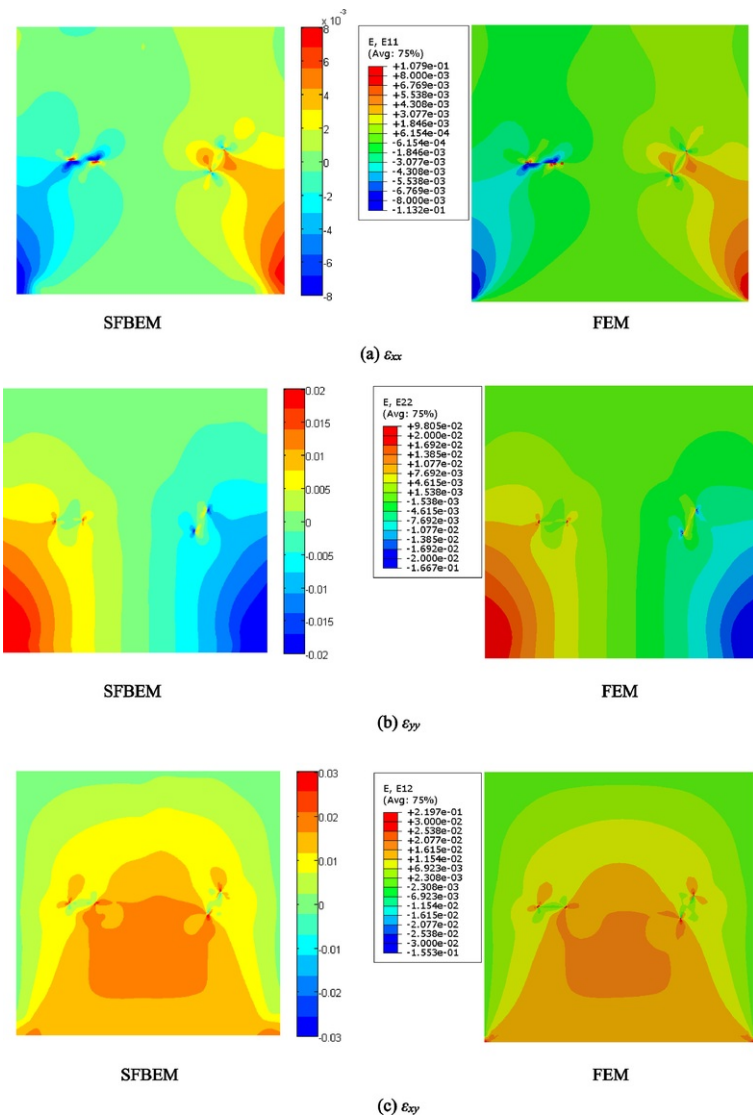 × 10⁻³
8
6
4
2
0
-2
-4
-6
-8
E, E11
(Avg: 75%)
+1.079e-01
+8.000e-03
+6.769e-03
+5.538e-03
+4.308e-03
+3.077e-03
+1.846e-03
+6.154e-04
-6.154e-04
-1.846e-03
-3.077e-03
-4.308e-03
-5.538e-03
-6.769e-03
-8.000e-03
-1.132e-01
SFBEM
FEM
(a) εxx
0.02
0.015
0.01
0.005
0
-0.005
-0.01
-0.015
-0.02
E, E22
(Avg: 75%)
+9.805e-02
+2.000e-02
+1.692e-02
+1.385e-02
+1.077e-02
+7.692e-03
+4.615e-03
+1.538e-03
-1.538e-03
-4.615e-03
-7.692e-03
-1.077e-02
-1.385e-02
-1.692e-02
-2.000e-02
-1.667e-01
SFBEM
FEM
(b) εyy
0.03
0.02
0.01
0
-0.01
-0.02
-0.03
E, E12
(Avg: 75%)
+2.197e-01
+3.000e-02
+2.538e-02
+2.077e-02
+1.615e-02
+1.154e-02
+6.923e-03
+2.308e-03
-2.308e-03
-6.923e-03
-1.154e-02
-1.615e-02
-2.077e-02
-2.538e-02
-3.000e-02
-1.553e-01
SFBEM
FEM
(c) εxy